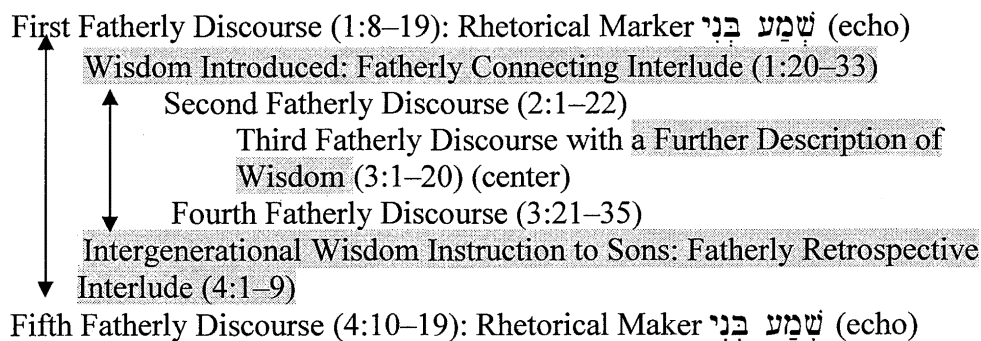 First Fatherly Discourse (1:8–19): Rhetorical Marker שְׁמַע בְּנִי (echo)
Wisdom Introduced: Fatherly Connecting Interlude (1:20–33)
Second Fatherly Discourse (2:1–22)
Third Fatherly Discourse with a Further Description of
Wisdom (3:1–20) (center)
Fourth Fatherly Discourse (3:21–35)
Intergenerational Wisdom Instruction to Sons: Fatherly Retrospective
Interlude (4:1–9)
Fifth Fatherly Discourse (4:10–19): Rhetorical Maker שְׁמַע בְּנִי (echo)